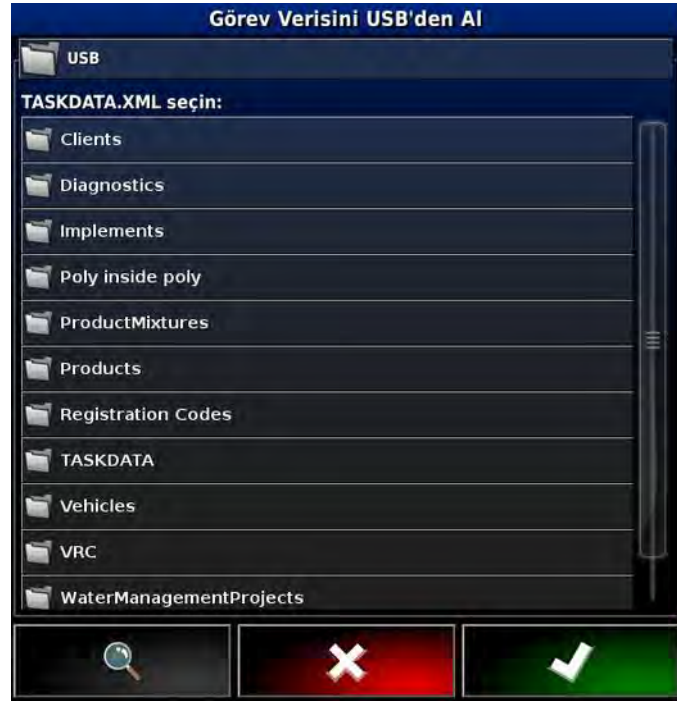 Görev Verisini USB'den Al
USB
TASKDATA.XML seçin:
Clients
Diagnostics
Implements
Poly inside poly
ProductMixtures
Products
Registration Codes
TASKDATA
Vehicles
VRC
WaterManagementProjects